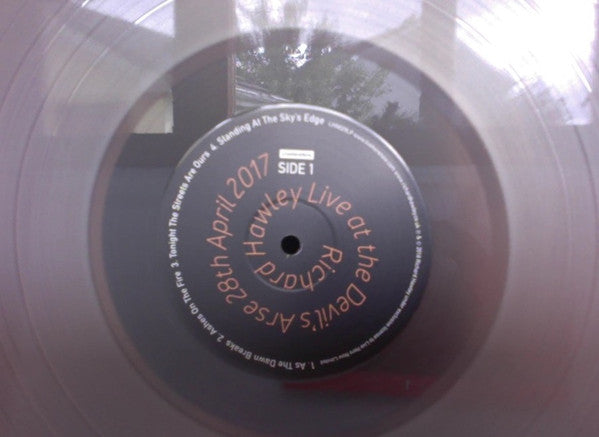 SIDE 1
Richard Hawley Live at the Devil's Arse 28th April 2017
1. As The Dawn Breaks 2. Ashes On The Fire 3. Tonight The Streets Are Ours 4. Standing At The Sky's Edge